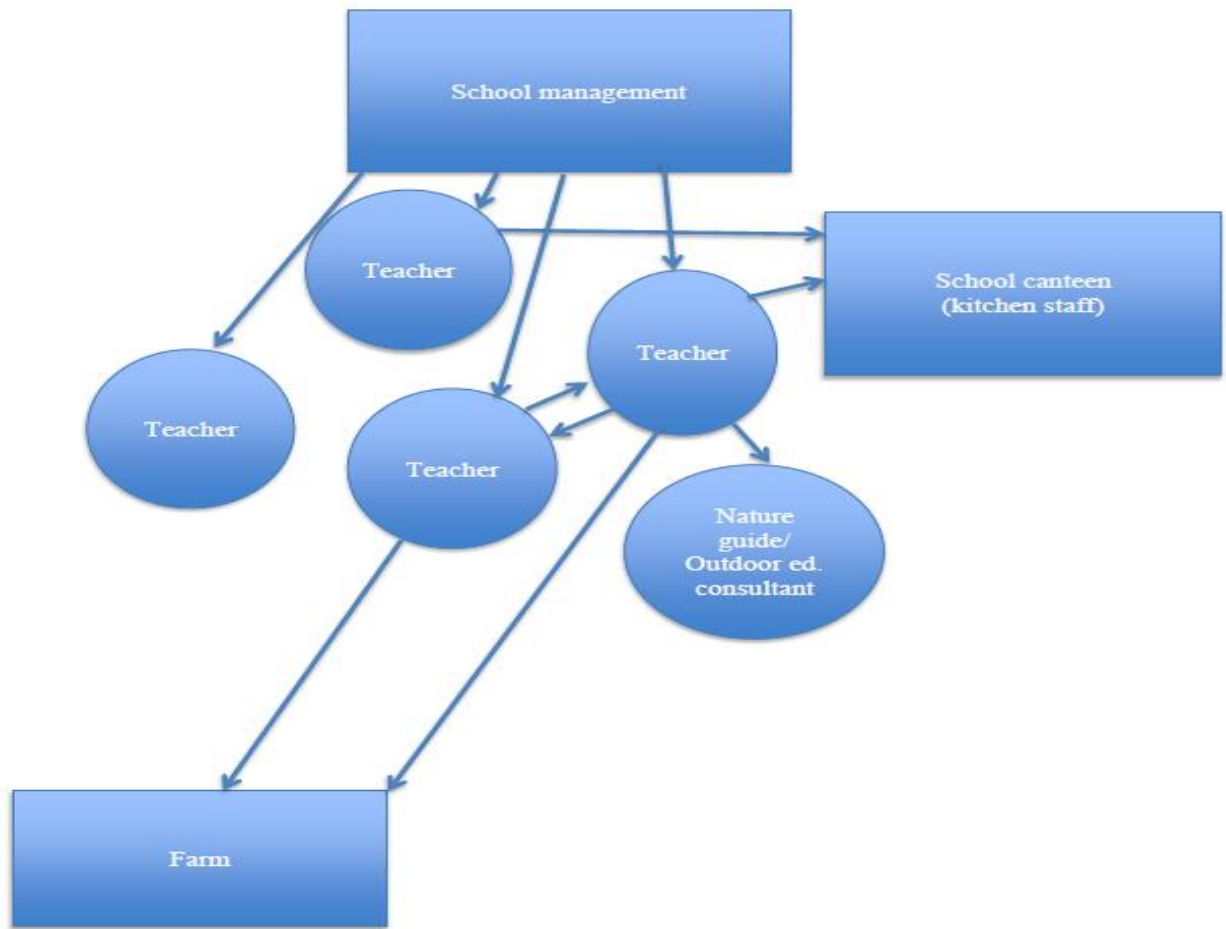 School management
Teacher
School canteen
(kitchen staff)
Teacher
Teacher
Teacher
Nature
guide/
Outdoor ed.
consultant
Farm